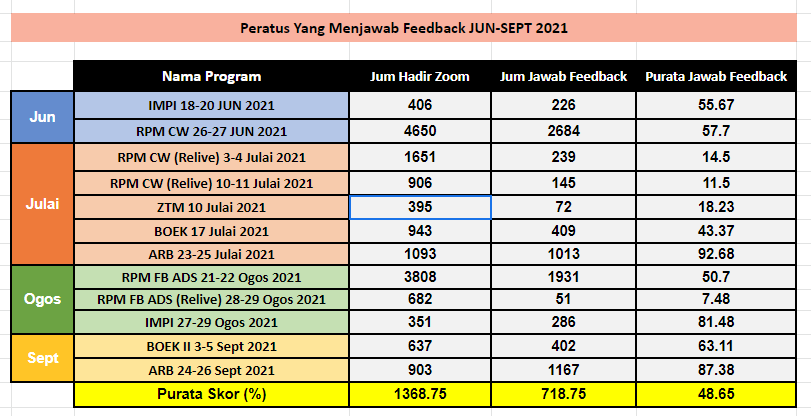 Peratus Yang Menjawab Feedback JUN-SEPT 2021
Nama Program Jum Hadir Zoom Jum Jawab Feedback Purata Jawab Feedback
Jun
IMPI 18-20 JUN 2021 406 226 55.67
RPM CW 26-27 JUN 2021 4650 2684 57.7
Julai
RPM CW (Relive) 3-4 Julai 2021 1651 239 14.5
RPM CW (Relive) 10-11 Julai 2021 906 145 11.5
ZTM 10 Julai 2021 395 72 18.23
BOEK 17 Julai 2021 943 409 43.37
ARB 23-25 Julai 2021 1093 1013 92.68
Ogos
RPM FB ADS 21-22 Ogos 2021 3808 1931 50.7
RPM FB ADS (Relive) 28-29 Ogos 2021 682 51 7.48
IMPI 27-29 Ogos 2021 351 286 81.48
Sept
BOEK II 3-5 Sept 2021 637 402 63.11
ARB 24-26 Sept 2021 903 1167 87.38
Purata Skor (%) 1368.75 718.75 48.65